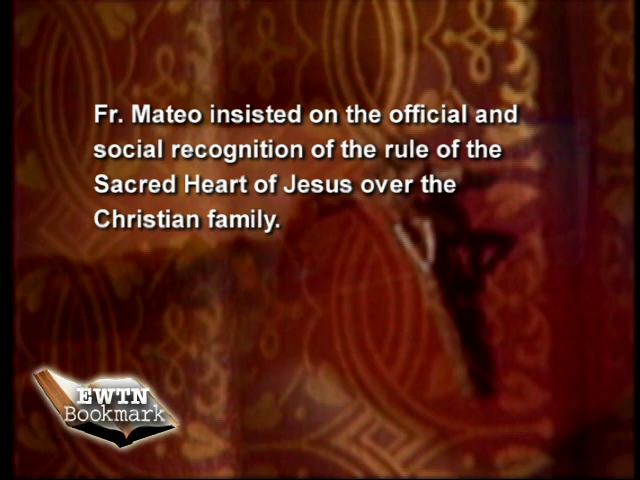 Fr. Mateo insisted on the official and
social recognition of the rule of the
Sacred Heart of Jesus over the
Christian family.
EWTN
Bookmark